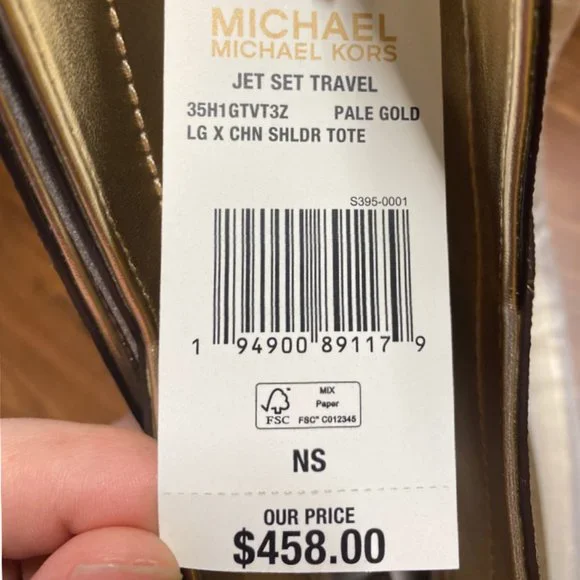 MICHAEL
MICHAEL KORS
JET SET TRAVEL
35H1GTVT3Z PALE GOLD
LG X CHN SHLDR TOTE
S395-0001
1 94900 89117 9
FSC
MIX
Paper
FSC™ C012345
NS
OUR PRICE
$458.00